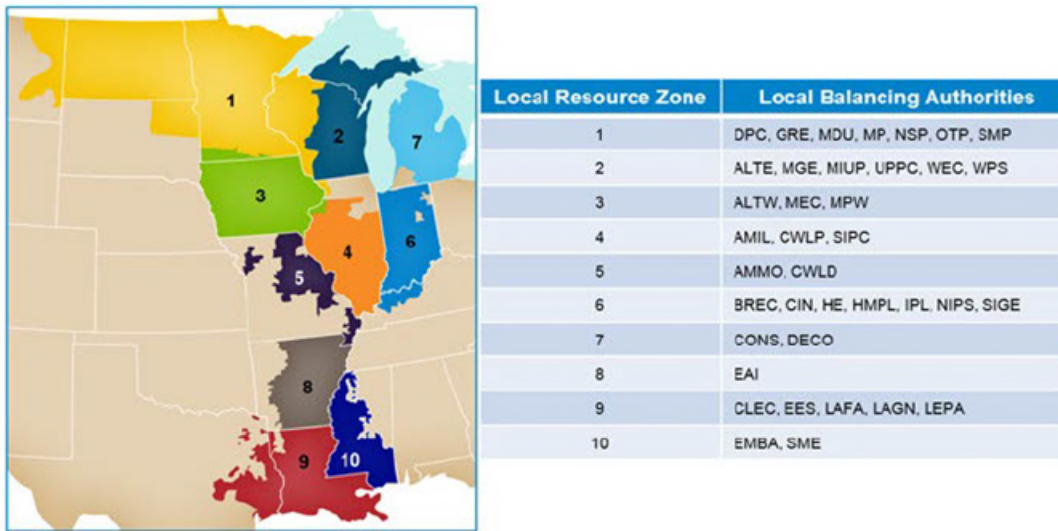 1
2
7
3
4
6
5
8
9
10
Local Resource Zone Local Balancing Authorities
1 DPC, GRE, MDU, MP, NSP, OTP, SMP
2 ALTE, MGE, MIUP, UPPC, WEC, WPS
3 ALTW, MEC, MPW
4 AMIL, CWLP, SIPC
5 AMMO, CWLD
6 BREC, CIN, HE, HMPL, IPL, NIPS, SIGE
7 CONS, DECO
8 EAI
9 CLEC, EES, LAFA, LAGN, LEPA
10 EMBA, SME